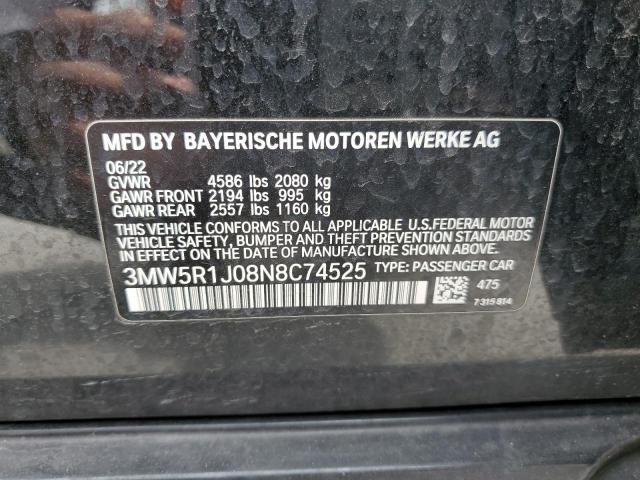 MFD BY BAYERISCHE MOTOREN WERKE AG
06/22
GVWR 4586 lbs 2080 kg
GAWR FRONT 2194 lbs 995 kg
GAWR REAR 2557 lbs 1160 kg
THIS VEHICLE CONFORMS TO ALL APPLICABLE U.S.FEDERAL MOTOR
VEHICLE SAFETY, BUMPER AND THEFT PREVENTION STANDARDS
IN EFFECT ON THE DATE OF MANUFACTURE SHOWN ABOVE.
3MW5R1J08N8C74525 TYPE: PASSENGER CAR
475
7 315 814